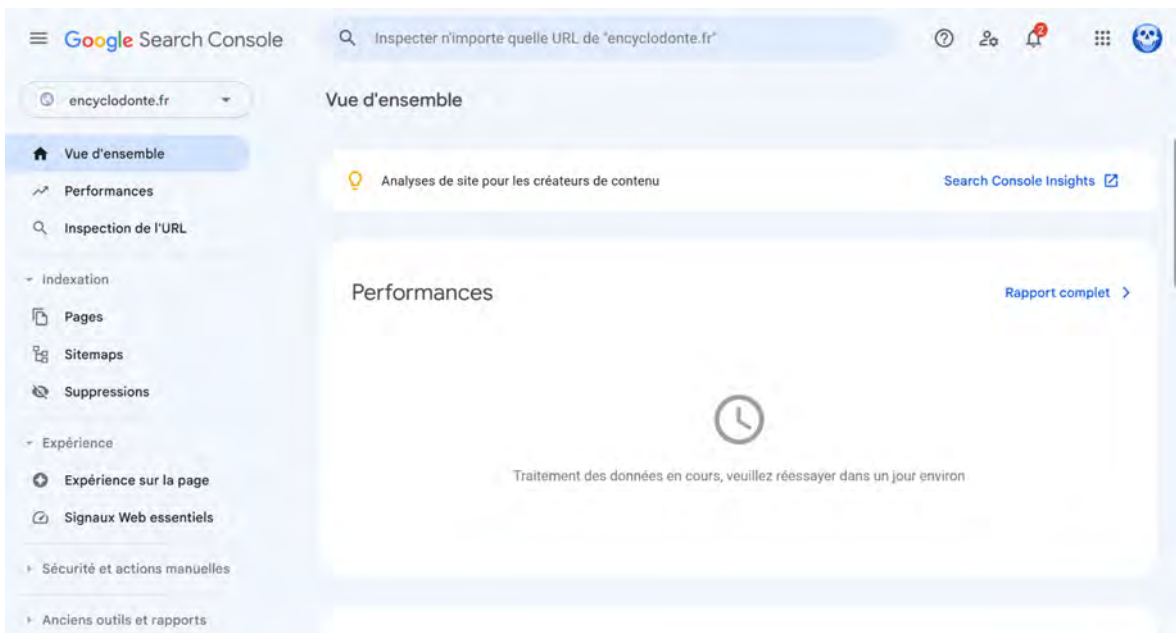 Google Search Console
Inspecter n'importe quelle URL de "encyclodonte.fr"
2
encyclodonte.fr
Vue d'ensemble
Vue d'ensemble
Performances
Inspection de l'URL
Indexation
Pages
Sitemaps
Suppressions
Expérience
Expérience sur la page
Signaux Web essentiels
Sécurité et actions manuelles
Anciens outils et rapports
Analyses de site pour les créateurs de contenu
Search Console Insights
Performances
Rapport complet
Traitement des données en cours, veuillez réessayer dans un jour environ